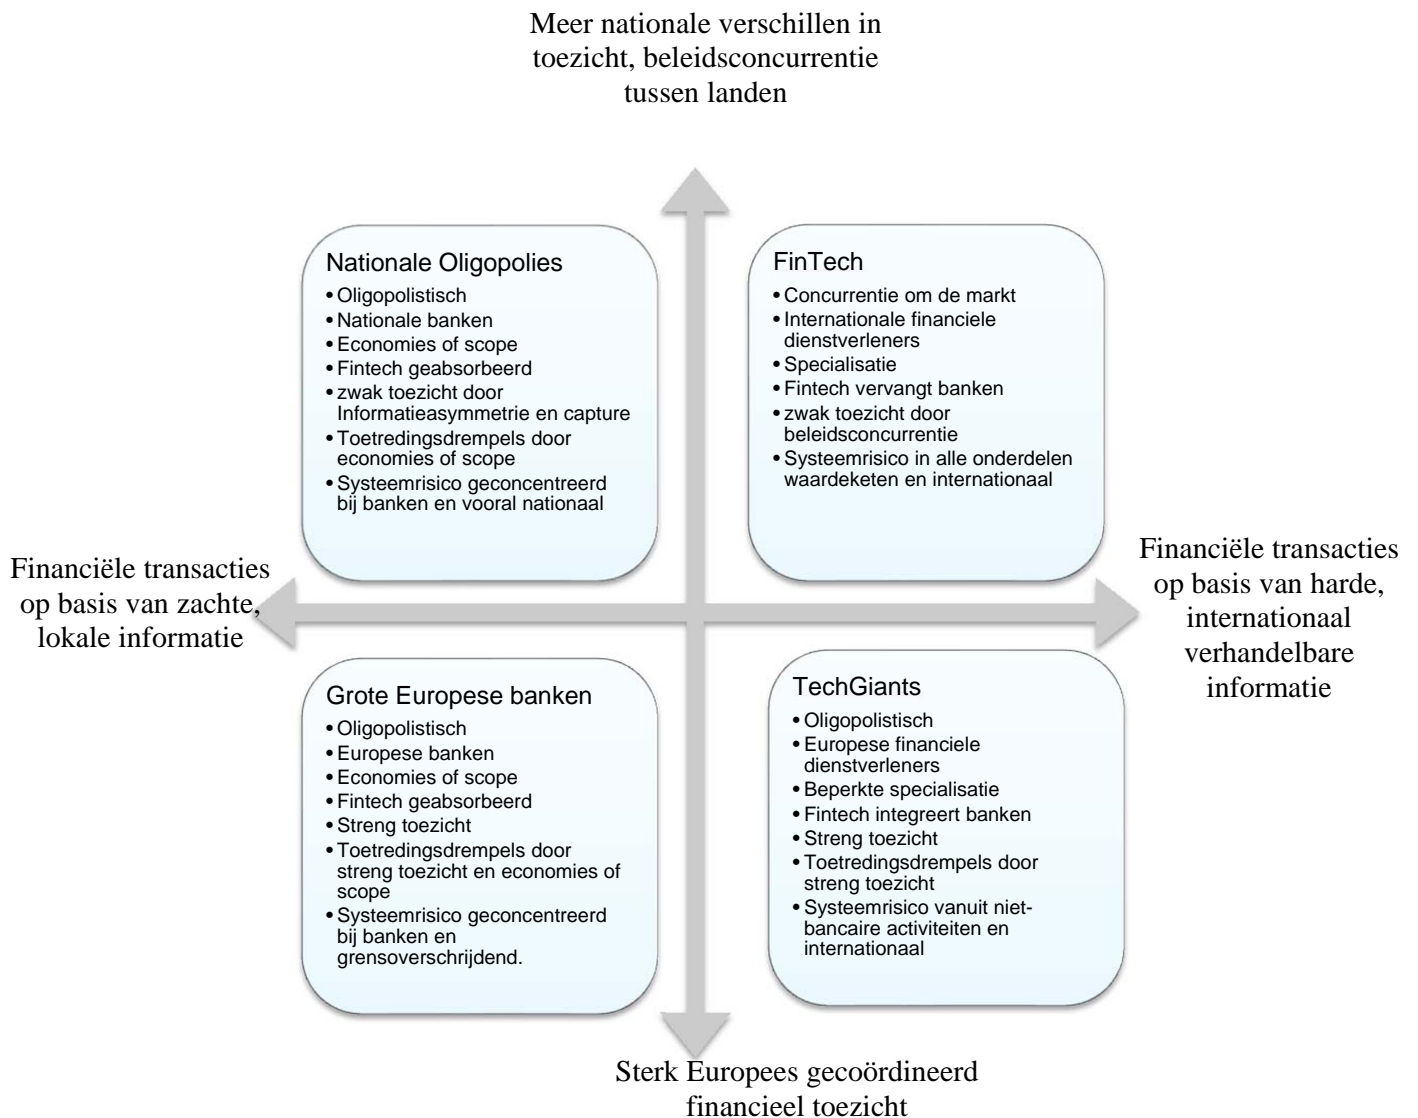 Meer nationale verschillen in
toezicht, beleidsconcurrentie
tussen landen
Nationale Oligopolies
• Oligopolistisch
• Nationale banken
• Economies of scope
• Fintech geabsorbeerd
• zwak toezicht door
Informatieasymmetrie en capture
• Toetredingsdrempels door
economies of scope
• Systeemrisico geconcentreerd
bij banken en vooral nationaal
FinTech
• Concurrentie om de markt
• Internationale financiele
dienstverleners
• Specialisatie
• Fintech vervangt banken
• zwak toezicht door
beleidsconcurrentie
• Systeemrisico in alle onderdelen
waardeketen en internationaal
Financiële transacties
op basis van zachte,
lokale informatie
Financiële transacties
op basis van harde,
internationaal
verhandelbare
informatie
Grote Europese banken
• Oligopolistisch
• Europese banken
• Economies of scope
• Fintech geabsorbeerd
• Streng toezicht
• Toetredingsdrempels door
streng toezicht en economies of
scope
• Systeemrisico geconcentreerd
bij banken en
grensoverschrijdend.
TechGiants
• Oligopolistisch
• Europese financiele
dienstverleners
• Beperkte specialisatie
• Fintech integreert banken
• Streng toezicht
• Toetredingsdrempels door
streng toezicht
• Systeemrisico vanuit niet-
bancaire activiteiten en
internationaal
Sterk Europees gecoördineerd
financieel toezicht